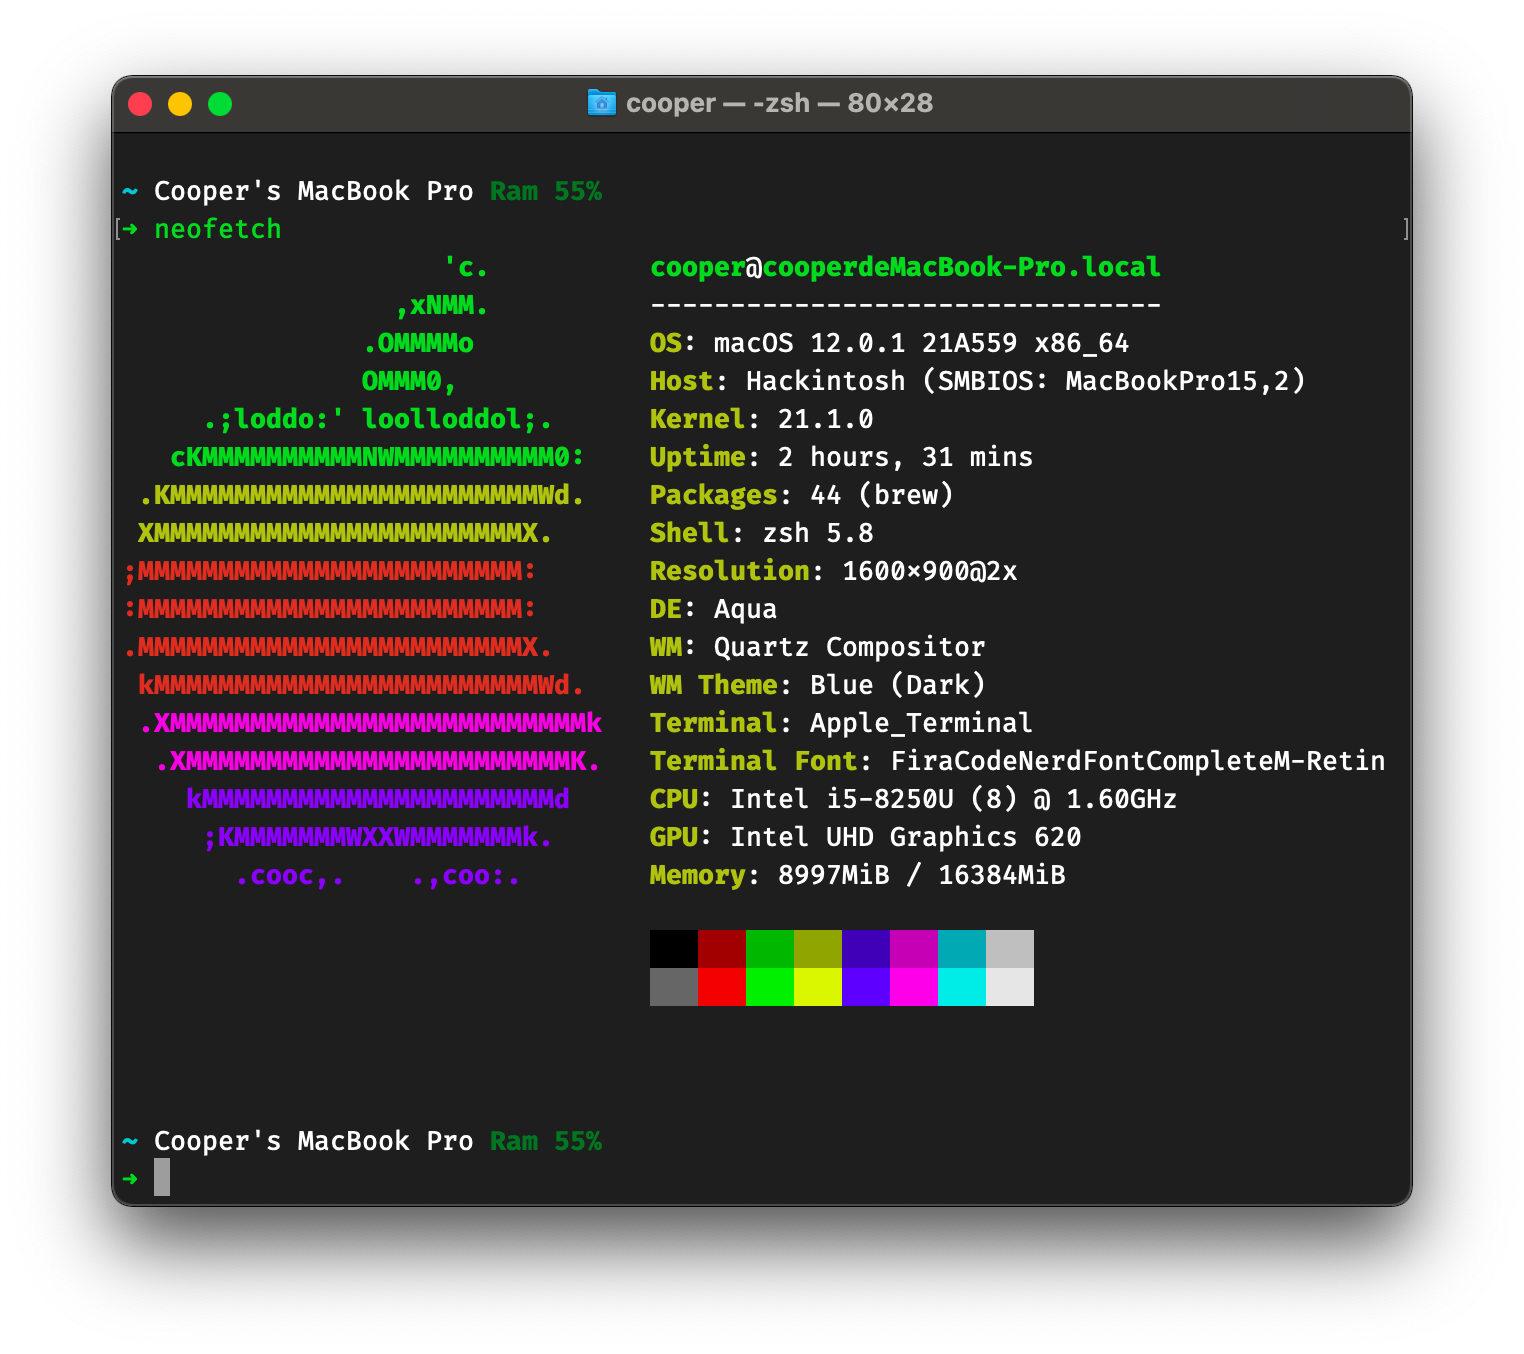 cooper — -zsh — 80×28
~ Cooper's MacBook Pro Ram 55%
[➜ neofetch ]
'c. cooper@cooperdeMacBook-Pro.local
,xNMM. --------------------------------
.OMMMMo OS: macOS 12.0.1 21A559 x86_64
OMMM0, Host: Hackintosh (SMBIOS: MacBookPro15,2)
.;loddo:' loolloddol;. Kernel: 21.1.0
cKMMMMMMMMMMNWMMMMMMMMMM0: Uptime: 2 hours, 31 mins
.KMMMMMMMMMMMMMMMMMMMMMMMWd. Packages: 44 (brew)
XMMMMMMMMMMMMMMMMMMMMMMMX. Shell: zsh 5.8
;MMMMMMMMMMMMMMMMMMMMMMMM: Resolution: 1600×900@2x
:MMMMMMMMMMMMMMMMMMMMMMMM: DE: Aqua
.MMMMMMMMMMMMMMMMMMMMMMMMX. WM: Quartz Compositor
kMMMMMMMMMMMMMMMMMMMMMMMMWd. WM Theme: Blue (Dark)
.XMMMMMMMMMMMMMMMMMMMMMMMMMMk Terminal: Apple_Terminal
.XMMMMMMMMMMMMMMMMMMMMMMMMK. Terminal Font: FiraCodeNerdFontCompleteM-Retin
kMMMMMMMMMMMMMMMMMMMMMMd CPU: Intel i5-8250U (8) @ 1.60GHz
;KMMMMMMMWXXWMMMMMMMk. GPU: Intel UHD Graphics 620
.cooc,. .,coo:. Memory: 8997MiB / 16384MiB
~ Cooper's MacBook Pro Ram 55%
➜